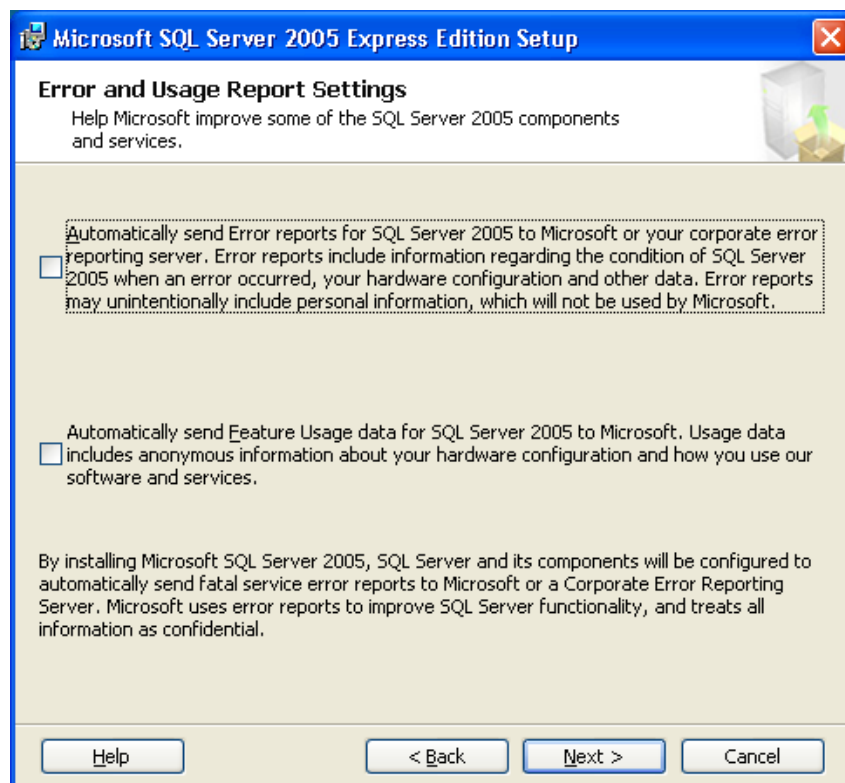 Microsoft SQL Server 2005 Express Edition Setup
Error and Usage Report Settings
Help Microsoft improve some of the SQL Server 2005 components
and services.
Automatically send Error reports for SQL Server 2005 to Microsoft or your corporate error
reporting server. Error reports include information regarding the condition of SQL Server
2005 when an error occurred, your hardware configuration and other data. Error reports
may unintentionally include personal information, which will not be used by Microsoft.
Automatically send Feature Usage data for SQL Server 2005 to Microsoft. Usage data
includes anonymous information about your hardware configuration and how you use our
software and services.
By installing Microsoft SQL Server 2005, SQL Server and its components will be configured to
automatically send fatal service error reports to Microsoft or a Corporate Error Reporting
Server. Microsoft uses error reports to improve SQL Server functionality, and treats all
information as confidential.
Help < Back Next > Cancel